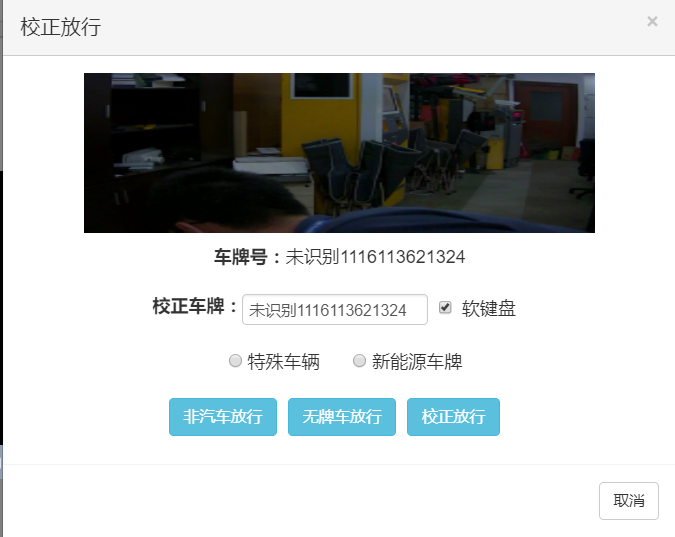 校正放行 ×
车牌号：未识别1116113621324
校正车牌： 未识别1116113621324 软键盘
特殊车辆 新能源车牌
非汽车放行 无牌车放行 校正放行
取消